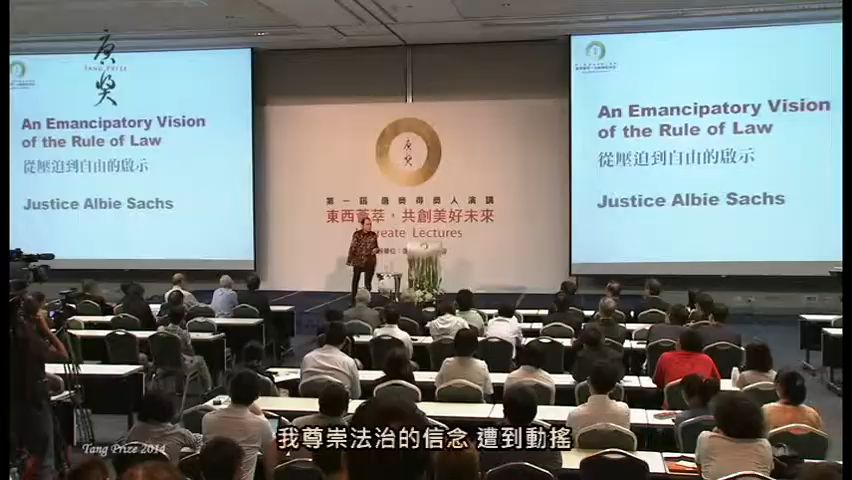 唐獎
TANG PRIZE
An Emancipatory Vision
of the Rule of Law
從壓迫到自由的啟示
Justice Albie Sachs
唐獎
第一屆唐獎得獎人演講
東西薈萃，共創美好未來
Lectures
An Emancipatory Vision
of the Rule of Law
從壓迫到自由的啟示
Justice Albie Sachs
我尊崇法治的信念 遭到動搖
Tang Prize 2014